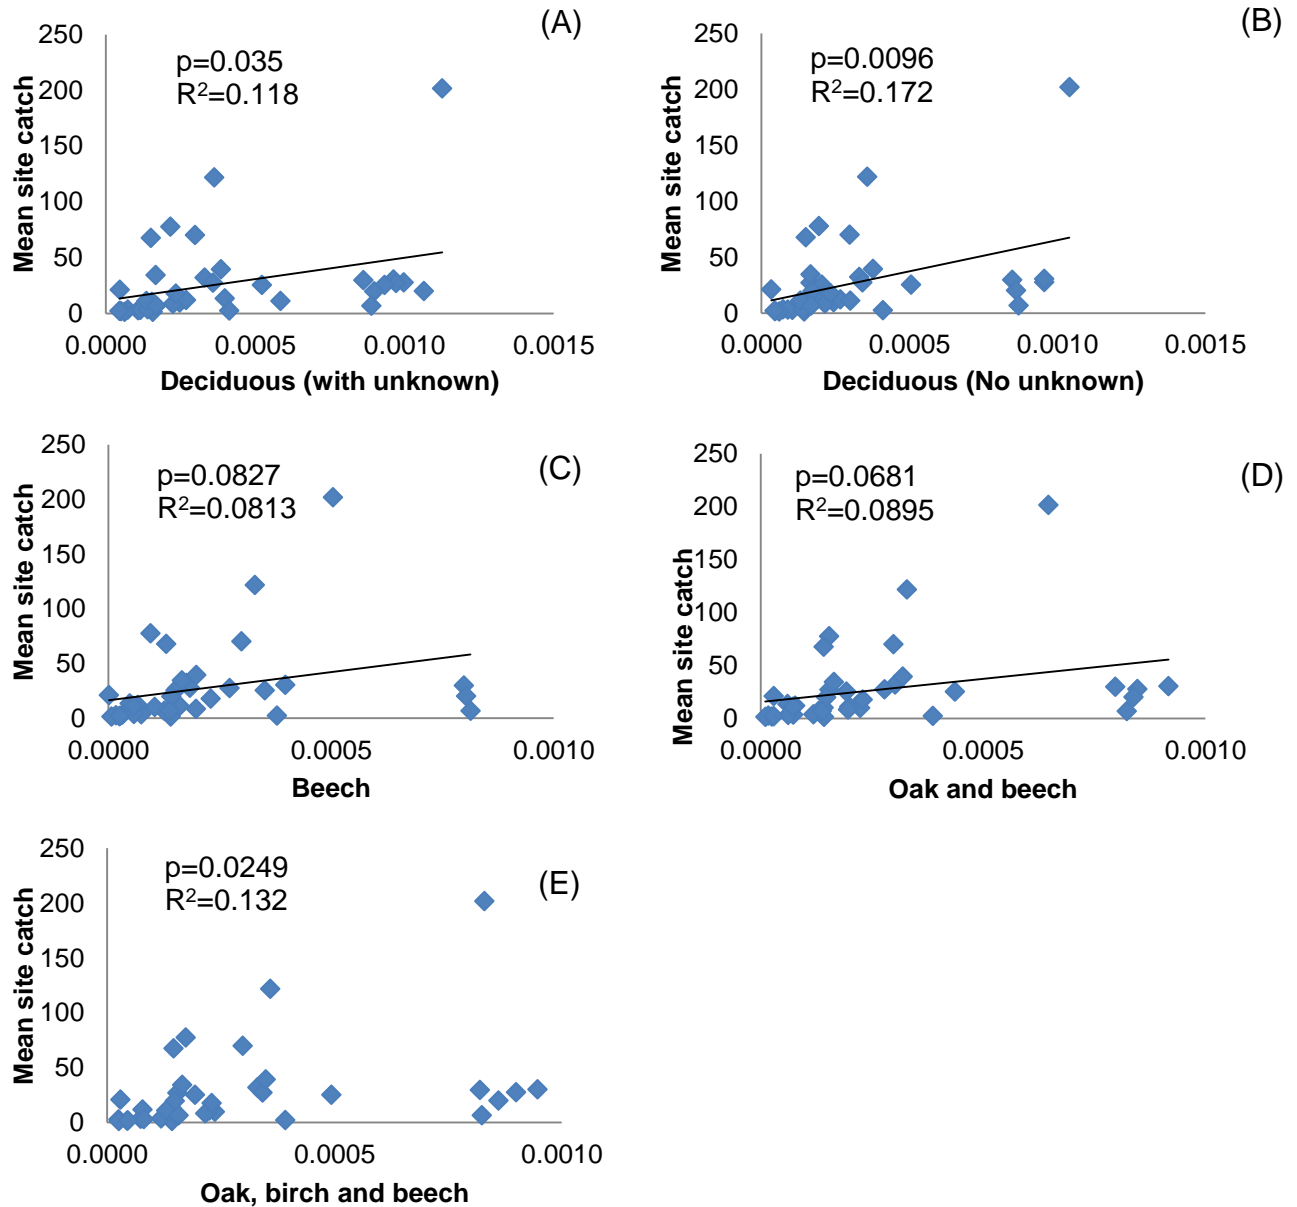 (A)
p=0.035
R²=0.118
Mean site catch
250
200
150
100
50
0
0.0000 0.0005 0.0010 0.0015
Deciduous (with unknown)
(B)
p=0.0096
R²=0.172
Mean site catch
250
200
150
100
50
0
0.0000 0.0005 0.0010 0.0015
Deciduous (No unknown)
(C)
p=0.0827
R²=0.0813
Mean site catch
250
200
150
100
50
0
0.0000 0.0005 0.0010
Beech
(D)
p=0.0681
R²=0.0895
Mean site catch
250
200
150
100
50
0
0.0000 0.0005 0.0010
Oak and beech
(E)
p=0.0249
R²=0.132
Mean site catch
250
200
150
100
50
0
0.0000 0.0005 0.0010
Oak, birch and beech